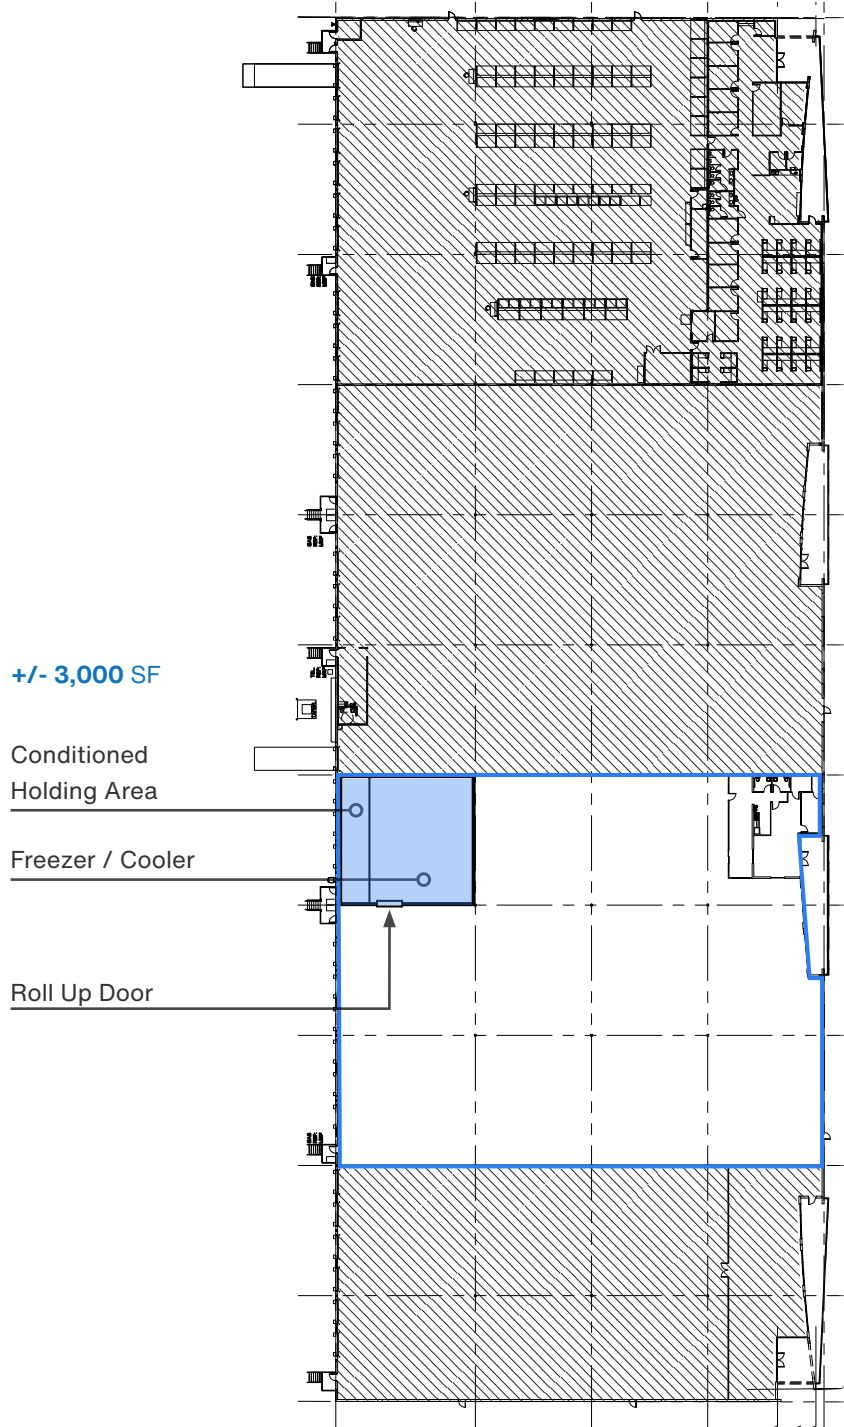 +/- 3,000 SF
Conditioned
Holding Area
Freezer / Cooler
Roll Up Door